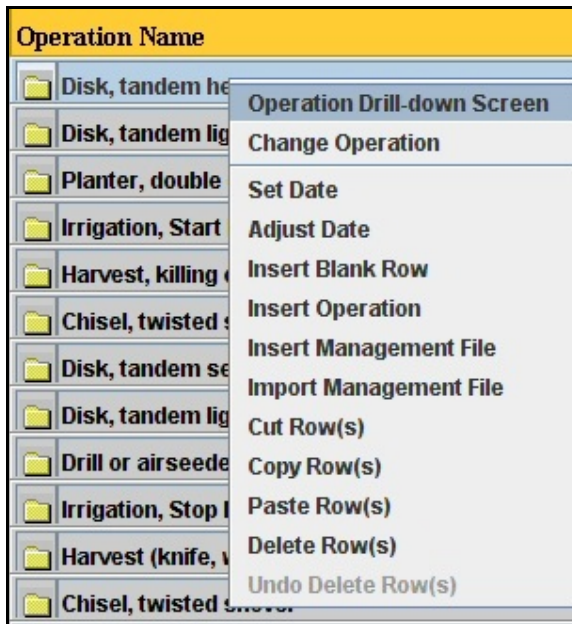 Operation Name
Disk, tandem he
Disk, tandem lig
Planter, double
Irrigation, Start
Harvest, killing
Chisel, twisted
Disk, tandem se
Disk, tandem lig
Drill or airseede
Irrigation, Stop
Harvest (knife,
Chisel, twisted
Operation Drill-down Screen
Change Operation
Set Date
Adjust Date
Insert Blank Row
Insert Operation
Insert Management File
Import Management File
Cut Row(s)
Copy Row(s)
Paste Row(s)
Delete Row(s)
Undo Delete Row(s)